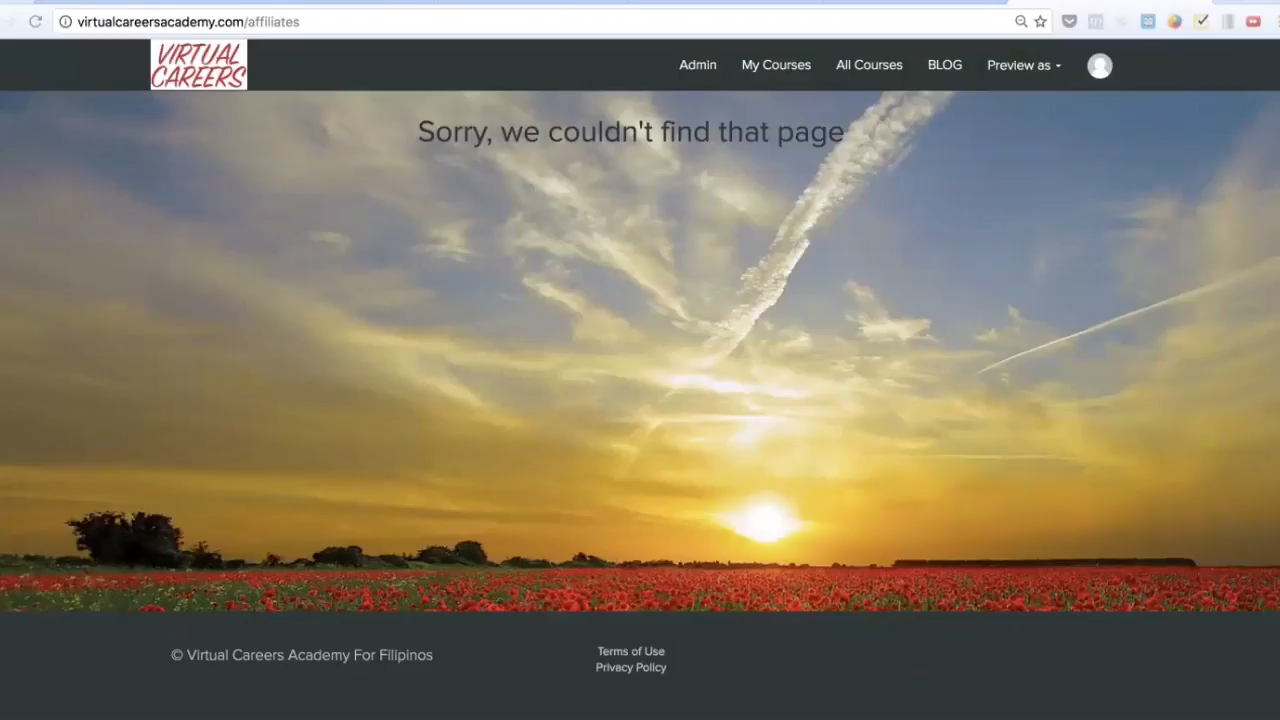 virtualcareersacademy.com/affiliates
VIRTUAL
CAREERS
Admin
My Courses
All Courses
BLOG
Preview as
Sorry, we couldn't find that page
© Virtual Careers Academy For Filipinos
Terms of Use
Privacy Policy